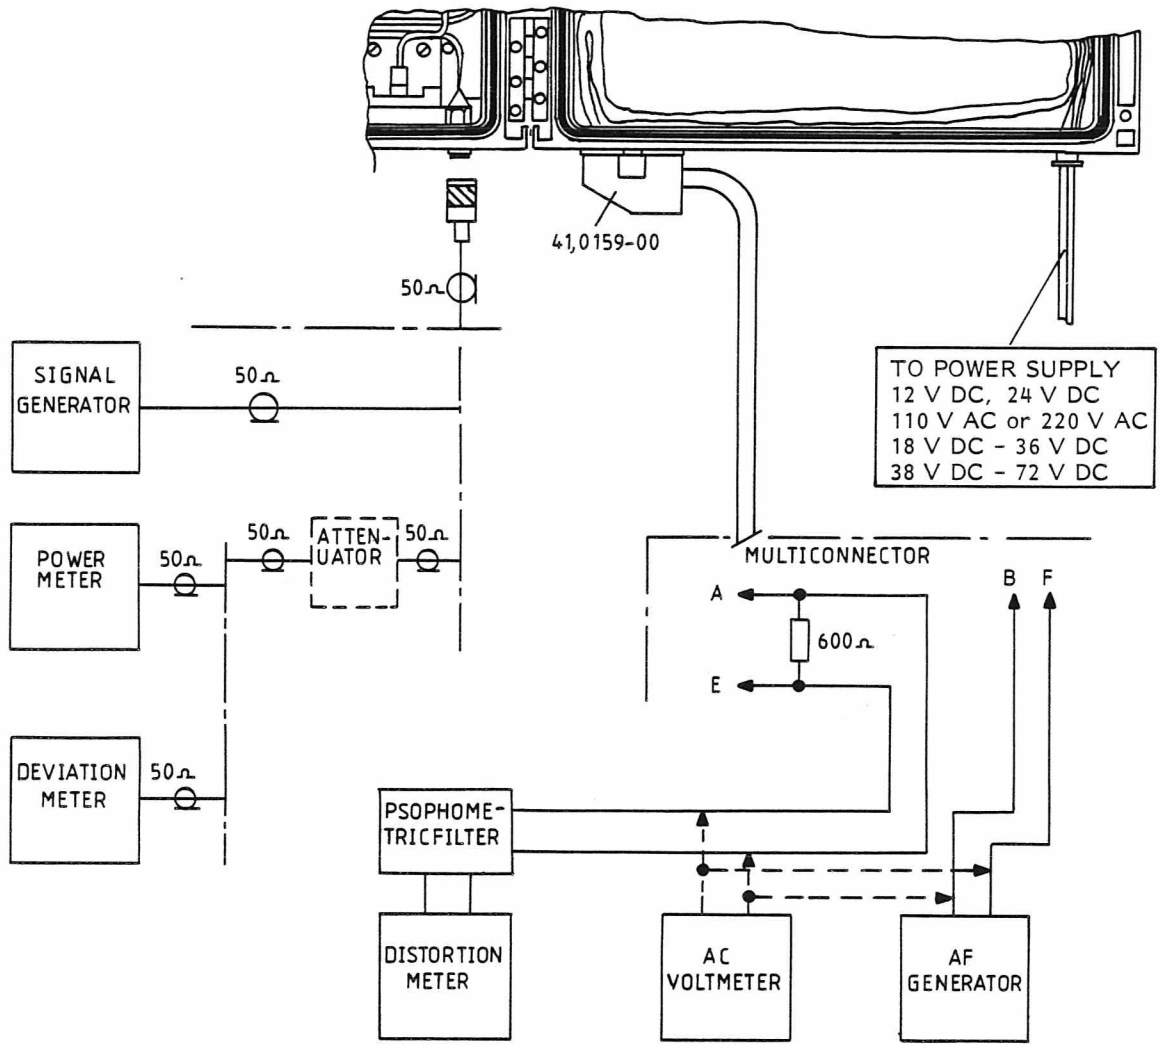 41,0159-00
50Ω
SIGNAL
GENERATOR
50Ω
TO POWER SUPPLY
12 V DC, 24 V DC
110 V AC or 220 V AC
18 V DC - 36 V DC
38 V DC - 72 V DC
POWER
METER
50Ω
50Ω
ATTEN-
UATOR
50Ω
MULTICONNECTOR
A
B F
600Ω
E
DEVIATION
METER
50Ω
PSOPHOME-
TRICFILTER
DISTORTION
METER
AC
VOLTMETER
AF
GENERATOR